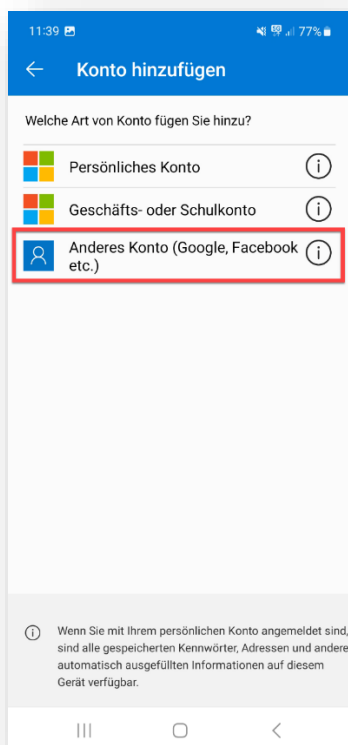 11:39 77%
Konto hinzufügen
Welche Art von Konto fügen Sie hinzu?
Persönliches Konto
Geschäfts- oder Schulkonto
Anderes Konto (Google, Facebook
etc.)
Wenn Sie mit Ihrem persönlichen Konto angemeldet sind,
sind alle gespeicherten Kennwörter, Adressen und andere
automatisch ausgefüllten Informationen auf diesem
Gerät verfügbar.